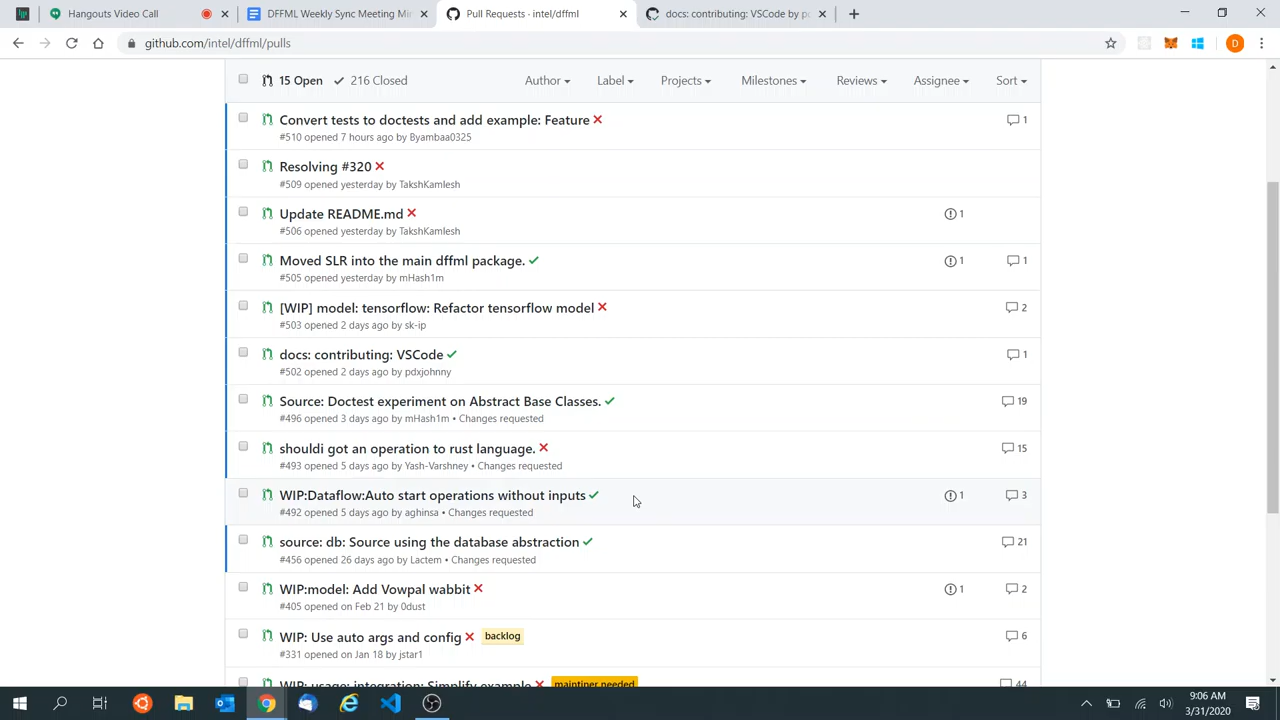 Hangouts Video Call
DFFML Weekly Sync Meeting Mi
Pull Requests · intel/dffml
docs: contributing: VSCode by p
github.com/intel/dffml/pulls
D
15 Open
216 Closed
Author
Label
Projects
Milestones
Reviews
Assignee
Sort
Convert tests to doctests and add example: Feature
1
#510 opened 7 hours ago by Byambaa0325
Resolving #320
#509 opened yesterday by TakshKamlesh
Update README.md
1
#506 opened yesterday by TakshKamlesh
Moved SLR into the main dffml package.
1
1
#505 opened yesterday by mHash1m
[WIP] model: tensorflow: Refactor tensorflow model
2
#503 opened 2 days ago by sk-ip
docs: contributing: VSCode
1
#502 opened 2 days ago by pdxjohnny
Source: Doctest experiment on Abstract Base Classes.
19
#496 opened 3 days ago by mHash1m • Changes requested
shouldi got an operation to rust language.
15
#493 opened 5 days ago by Yash-Varshney • Changes requested
WIP:Dataflow:Auto start operations without inputs
1
3
#492 opened 5 days ago by aghinsa • Changes requested
source: db: Source using the database abstraction
21
#456 opened 26 days ago by Lactem • Changes requested
WIP:model: Add Vowpal wabbit
1
2
#405 opened on Feb 21 by 0dust
WIP: Use auto args and config
backlog
6
#331 opened on Jan 18 by jstar1
WIP: usage: integration: Simplify example
maintiner needed
44
9:06 AM
3/31/2020